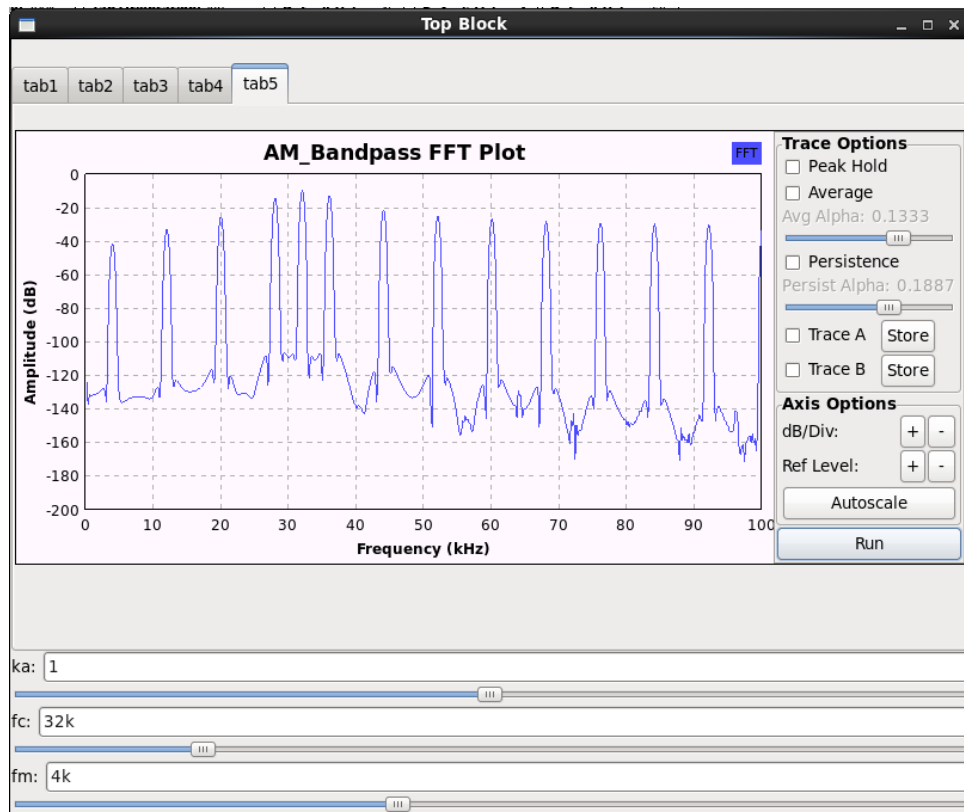 Top Block
tab1 tab2 tab3 tab4 tab5
AM_Bandpass FFT Plot
FFT
Amplitude (dB)
0
-20
-40
-60
-80
-100
-120
-140
-160
-180
-200
0 10 20 30 40 50 60 70 80 90 100
Frequency (kHz)
Trace Options
Peak Hold
Average
Avg Alpha: 0.1333
Persistence
Persist Alpha: 0.1887
Trace A Store
Trace B Store
Axis Options
dB/Div: + -
Ref Level: + -
Autoscale
Run
ka: 1
fc: 32k
fm: 4k